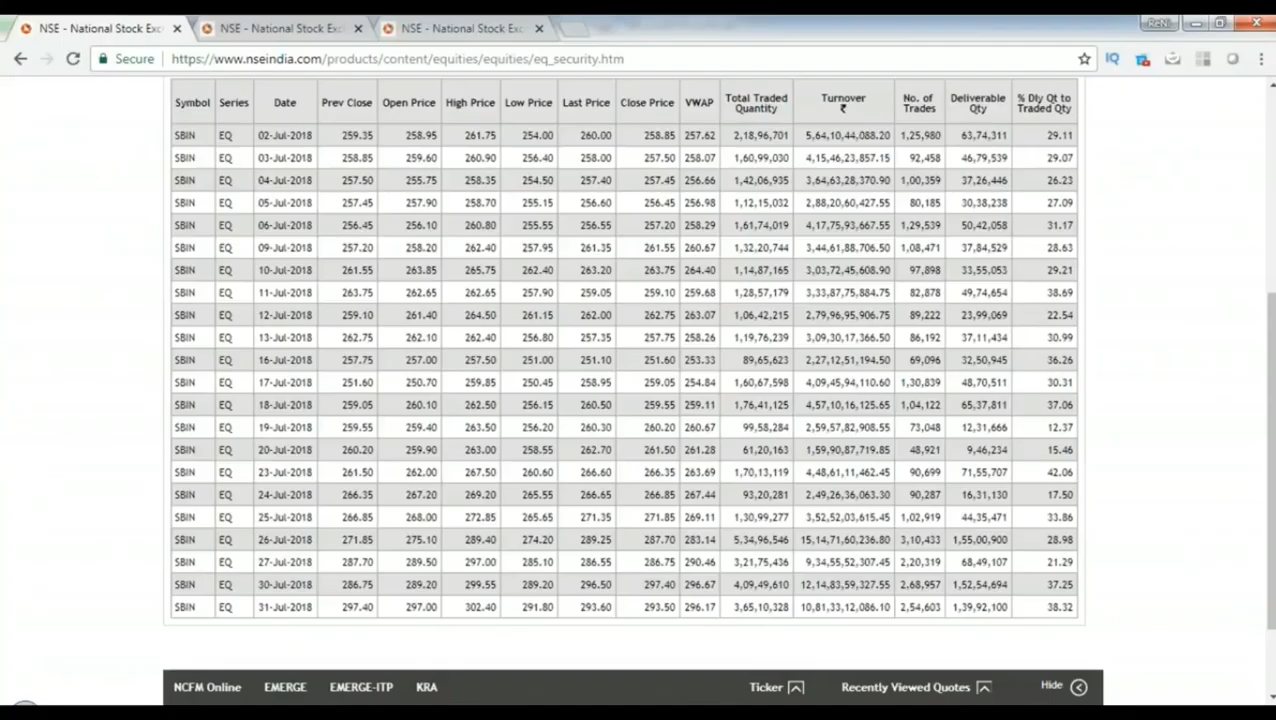 NSE - National Stock Exc
NSE - National Stock Exc
NSE - National Stock Exc
ReNi
Secure https://www.nseindia.com/products/content/equities/equities/eq_security.htm
IQ
Symbol Series Date Prev Close Open Price High Price Low Price Last Price Close Price VWAP Total Traded Quantity Turnover ₹ No. of Trades Deliverable Qty % Dly Qt to Traded Qty
SBIN EQ 02-Jul-2018 259.35 258.95 261.75 254.00 260.00 258.85 257.62 2,18,96,701 5,64,10,44,088.20 1,25,980 63,74,311 29.11
SBIN EQ 03-Jul-2018 258.85 259.60 260.90 256.40 258.00 257.50 258.07 1,60,99,030 4,15,46,23,857.15 92,458 46,79,539 29.07
SBIN EQ 04-Jul-2018 257.50 255.75 258.35 254.50 257.40 257.45 256.66 1,42,06,935 3,64,63,28,370.90 1,00,359 37,26,446 26.23
SBIN EQ 05-Jul-2018 257.45 257.90 258.70 255.15 256.60 256.45 256.98 1,12,15,032 2,88,20,60,427.55 80,185 30,38,238 27.09
SBIN EQ 06-Jul-2018 256.45 256.10 260.80 255.55 256.55 257.20 258.29 1,61,74,019 4,17,75,93,667.55 1,29,539 50,42,058 31.17
SBIN EQ 09-Jul-2018 257.20 258.20 262.40 257.95 261.35 261.55 260.67 1,32,20,744 3,44,61,88,706.50 1,08,471 37,84,529 28.63
SBIN EQ 10-Jul-2018 261.55 263.85 265.75 262.40 263.20 263.75 264.40 1,14,87,165 3,03,72,45,608.90 97,898 33,55,053 29.21
SBIN EQ 11-Jul-2018 263.75 262.65 262.65 257.90 259.05 259.10 259.68 1,28,57,179 3,33,87,75,884.75 82,878 49,74,654 38.69
SBIN EQ 12-Jul-2018 259.10 261.40 264.50 261.15 262.00 262.75 263.07 1,06,42,215 2,79,96,95,906.75 89,222 23,99,069 22.54
SBIN EQ 13-Jul-2018 262.75 262.10 262.40 256.80 257.35 257.75 258.26 1,19,76,239 3,09,30,17,366.50 86,192 37,11,434 30.99
SBIN EQ 16-Jul-2018 257.75 257.00 257.50 251.00 251.10 251.60 253.33 89,65,623 2,27,12,51,194.50 69,096 32,50,945 36.26
SBIN EQ 17-Jul-2018 251.60 250.70 259.85 250.45 258.95 259.05 254.84 1,60,67,598 4,09,45,94,110.60 1,30,839 48,70,511 30.31
SBIN EQ 18-Jul-2018 259.05 260.10 262.50 256.15 260.50 259.55 259.11 1,76,41,125 4,57,10,16,125.65 1,04,122 65,37,811 37.06
SBIN EQ 19-Jul-2018 259.55 259.40 263.50 256.20 260.30 260.20 260.67 99,58,284 2,59,57,82,908.55 73,048 12,31,666 12.37
SBIN EQ 20-Jul-2018 260.20 259.90 263.00 258.55 262.70 261.50 261.28 61,20,163 1,59,90,87,719.85 48,921 9,46,234 15.46
SBIN EQ 23-Jul-2018 261.50 262.00 267.50 260.60 266.60 266.35 263.69 1,70,13,119 4,48,61,11,462.45 90,699 71,55,707 42.06
SBIN EQ 24-Jul-2018 266.35 267.20 269.20 265.55 266.65 266.85 267.44 93,20,281 2,49,26,36,063.30 90,287 16,31,130 17.50
SBIN EQ 25-Jul-2018 266.85 268.00 272.85 265.65 271.35 271.85 269.11 1,30,99,277 3,52,52,03,615.45 1,02,919 44,35,471 33.86
SBIN EQ 26-Jul-2018 271.85 275.10 289.40 274.20 289.25 287.70 283.14 5,34,96,546 15,14,71,60,236.80 3,10,433 1,55,00,900 28.98
SBIN EQ 27-Jul-2018 287.70 289.50 297.00 285.10 286.55 286.75 290.46 3,21,75,436 9,34,55,52,307.45 2,20,319 68,49,107 21.29
SBIN EQ 30-Jul-2018 286.75 289.20 299.55 289.20 296.50 297.40 296.67 4,09,49,610 12,14,83,59,327.55 2,68,957 1,52,54,694 37.25
SBIN EQ 31-Jul-2018 297.40 297.00 302.40 291.80 293.60 293.50 296.17 3,65,10,328 10,81,33,12,086.10 2,54,603 1,39,92,100 38.32
NCFM Online EMERGE EMERGE-ITP KRA Ticker Recently Viewed Quotes Hide